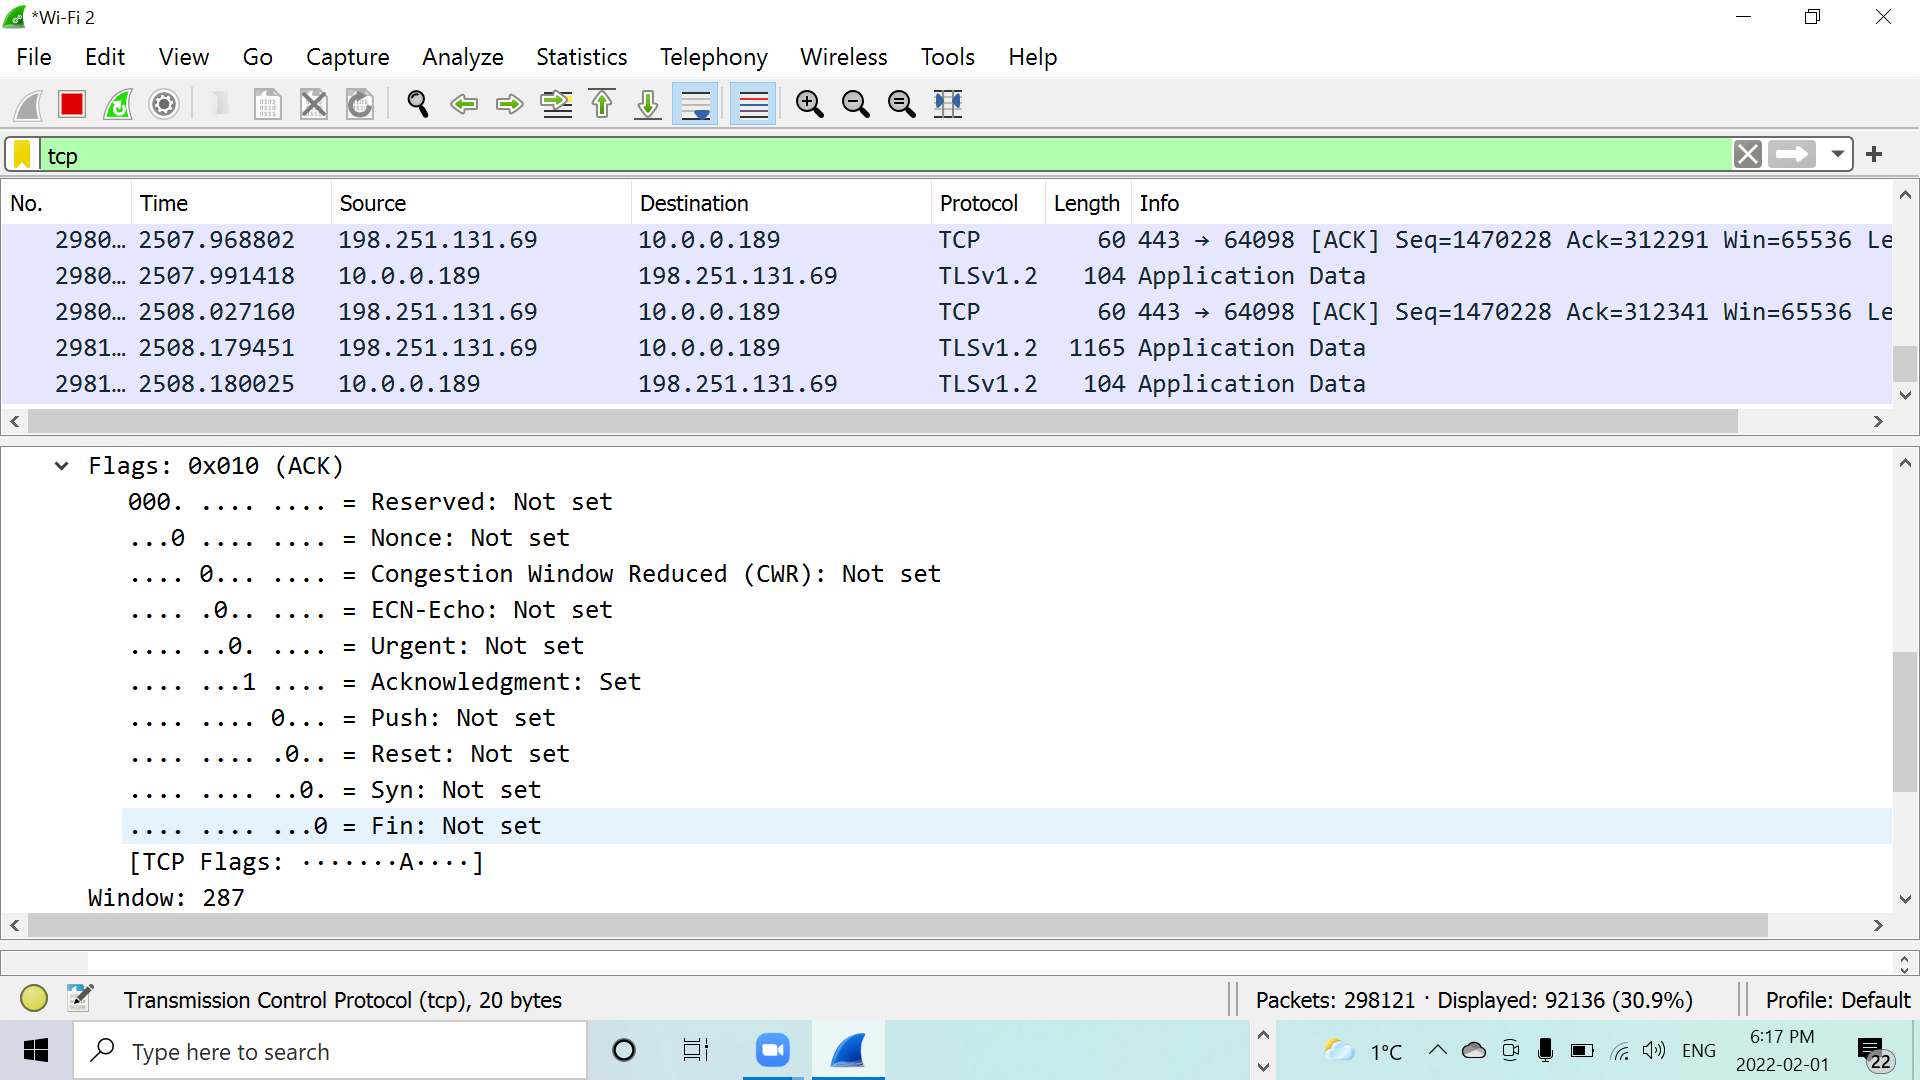 *Wi-Fi 2
File Edit View Go Capture Analyze Statistics Telephony Wireless Tools Help
tcp
No. Time Source Destination Protocol Length Info
2980… 2507.968802 198.251.131.69 10.0.0.189 TCP 60 443 → 64098 [ACK] Seq=1470228 Ack=312291 Win=65536 Le
2980… 2507.991418 10.0.0.189 198.251.131.69 TLSv1.2 104 Application Data
2980… 2508.027160 198.251.131.69 10.0.0.189 TCP 60 443 → 64098 [ACK] Seq=1470228 Ack=312341 Win=65536 Le
2981… 2508.179451 198.251.131.69 10.0.0.189 TLSv1.2 1165 Application Data
2981… 2508.180025 10.0.0.189 198.251.131.69 TLSv1.2 104 Application Data
Flags: 0x010 (ACK)
000. .... .... = Reserved: Not set
...0 .... .... = Nonce: Not set
.... 0... .... = Congestion Window Reduced (CWR): Not set
.... .0.. .... = ECN-Echo: Not set
.... ..0. .... = Urgent: Not set
.... ...1 .... = Acknowledgment: Set
.... .... 0... = Push: Not set
.... .... .0.. = Reset: Not set
.... .... ..0. = Syn: Not set
.... .... ...0 = Fin: Not set
[TCP Flags: ·······A····]
Window: 287
Transmission Control Protocol (tcp), 20 bytes
Packets: 298121 · Displayed: 92136 (30.9%)
Profile: Default
Type here to search
1°C
ENG
6:17 PM
2022-02-01
22